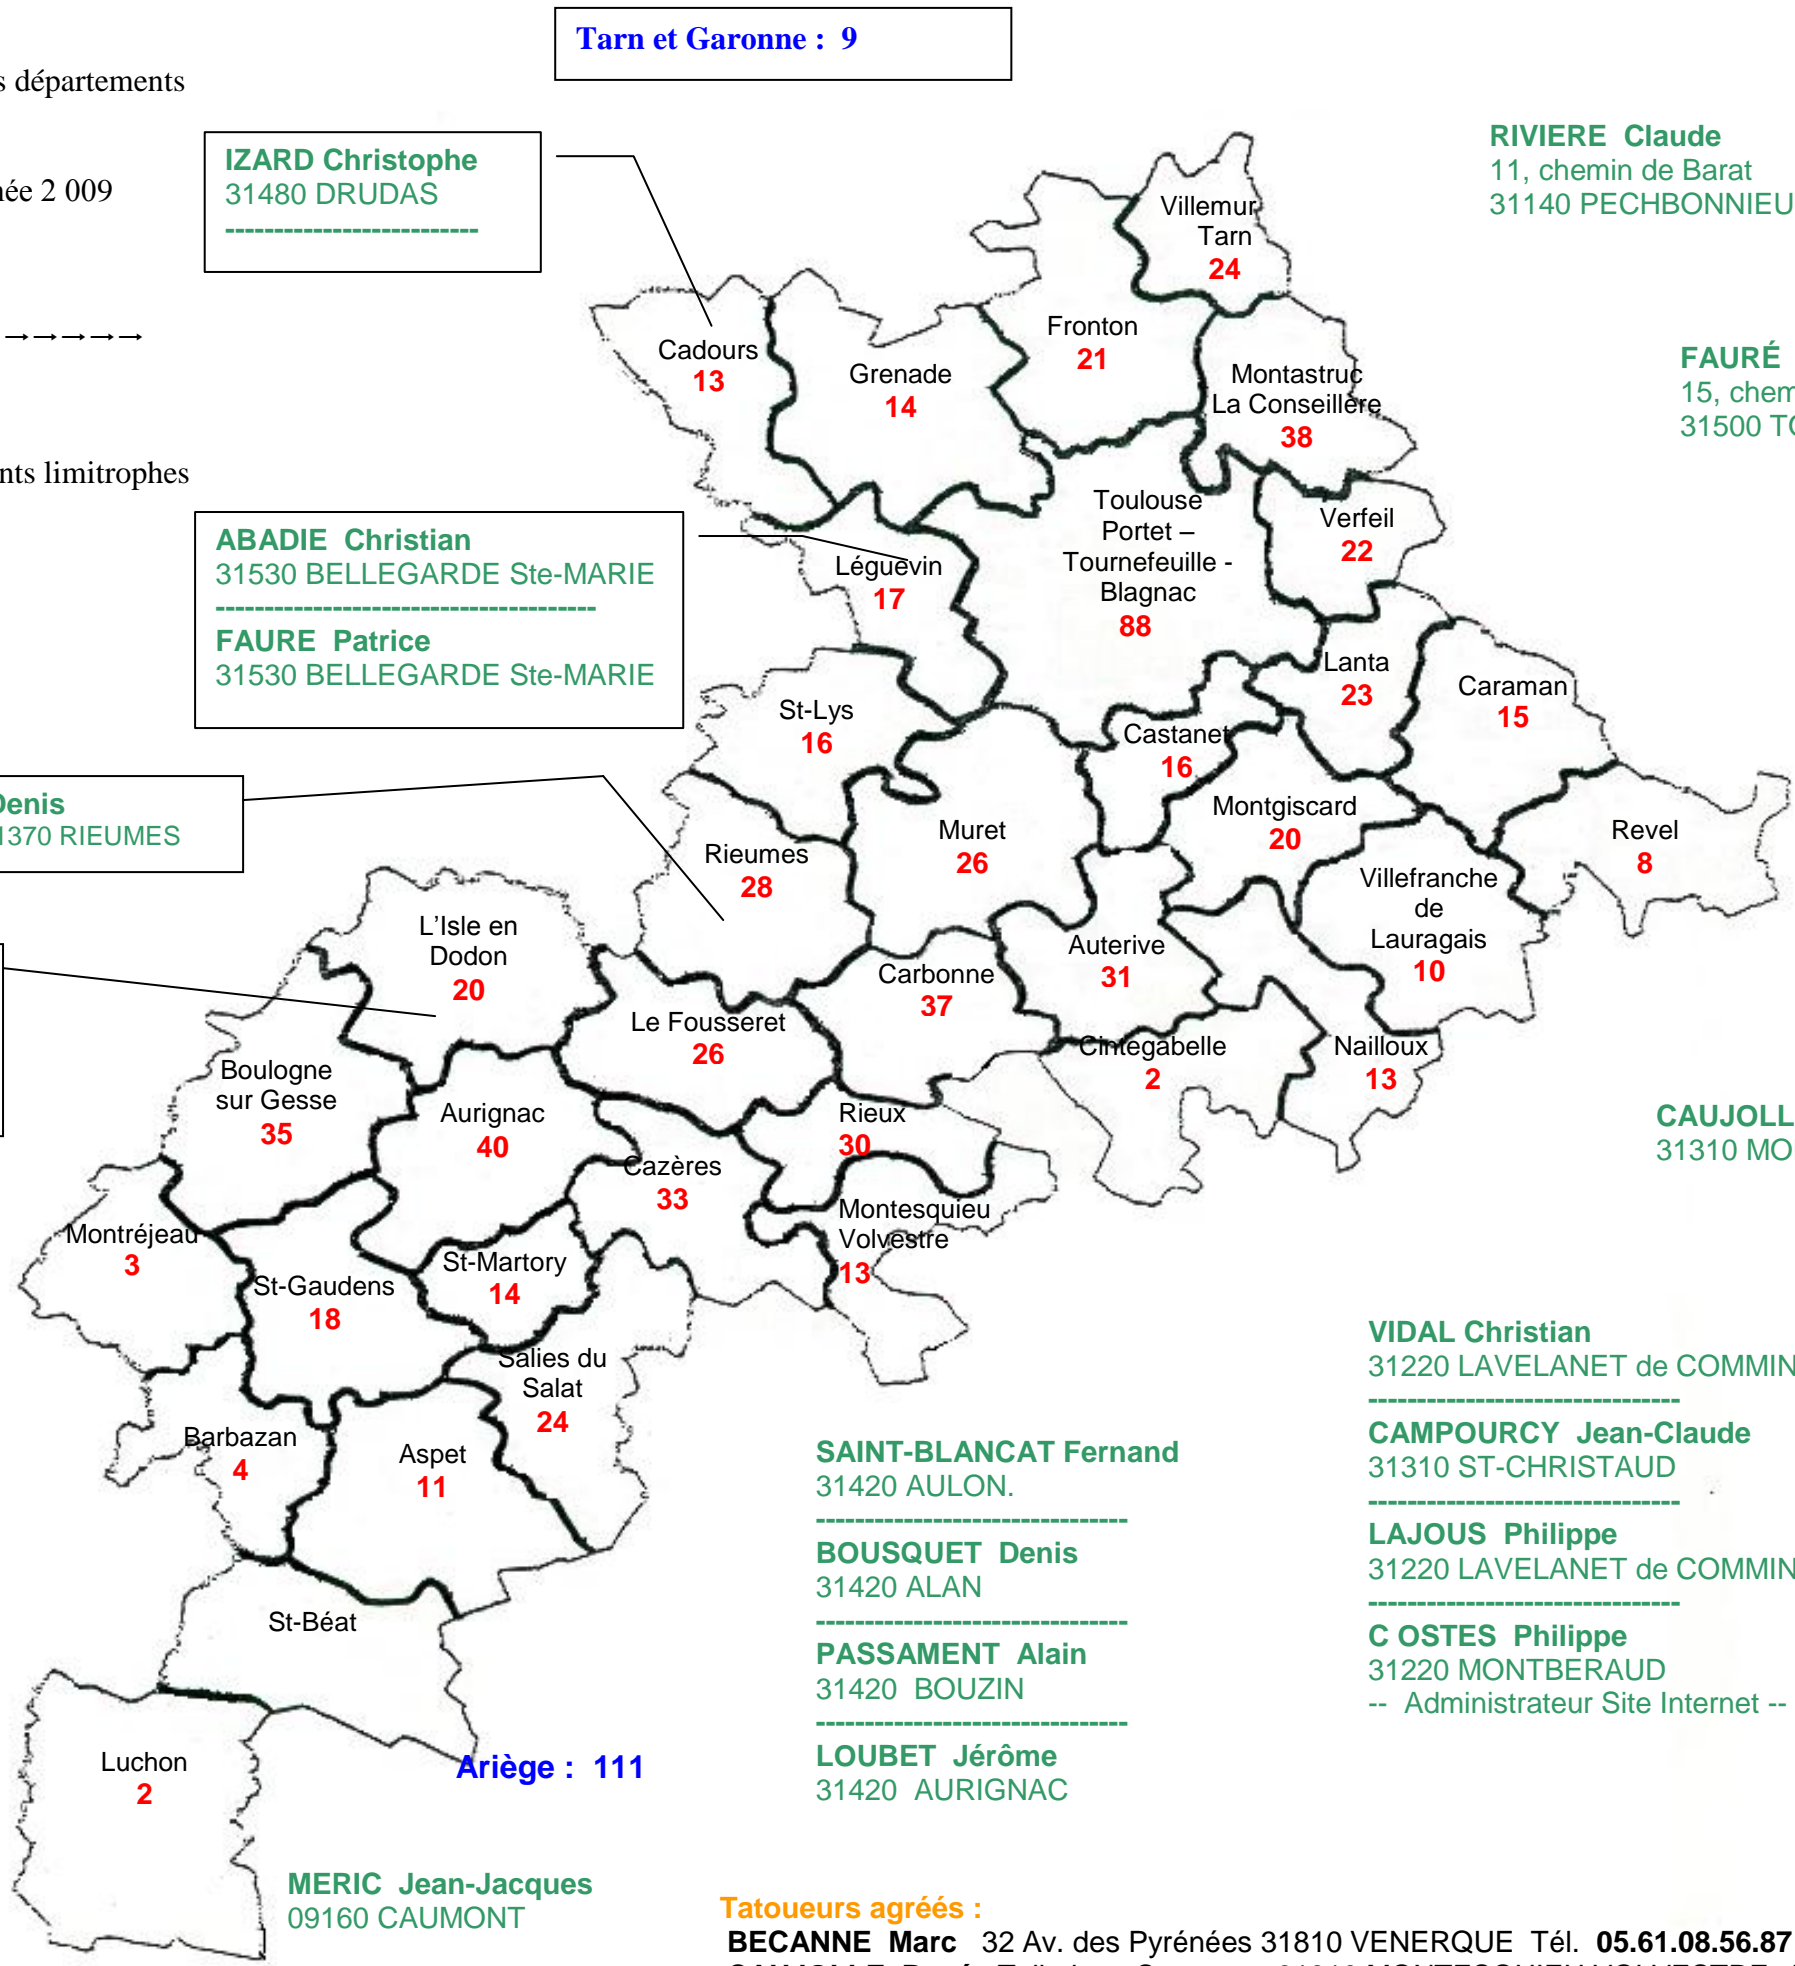 Tarn et Garonne :  9
s départements
IZARD Christophe
31480 DRUDAS
--------------------------
née 2 009
→→→→→
nts limitrophes
RIVIERE  Claude
11, chemin de Barat
31140 PECHBONNIEU
FAURÉ
15, chem
31500 TO
Villemur
Tarn
24
Fronton
21
Cadours
13
Grenade
14
Montastruc
La Conseillère
38
ABADIE  Christian
31530 BELLEGARDE Ste-MARIE
---------------------------------------
FAURE  Patrice
31530 BELLEGARDE Ste-MARIE
Toulouse
Portet –
Tournefeuille -
Blagnac
88
Verfeil
22
Léguevin
17
Lanta
23
Caraman
15
St-Lys
16
Castanet
16
Denis
1370 RIEUMES
Montgiscard
20
Revel
8
Muret
26
Rieumes
28
Villefranche
de
Lauragais
10
L'Isle en
Dodon
20
Auterive
31
Carbonne
37
Le Fousseret
26
Cintegabelle
2
Nailloux
13
Boulogne
sur Gesse
35
Aurignac
40
Rieux
30
Cazères
33
CAUJOLL
31310 MO
Montréjeau
3
Montesquieu
Volvestre
13
St-Gaudens
18
St-Martory
14
Salies du
Salat
24
Barbazan
4
Aspet
11
St-Béat
Luchon
2
Ariège :  111
MERIC  Jean-Jacques
09160 CAUMONT
SAINT-BLANCAT Fernand
31420 AULON.
--------------------------------
BOUSQUET  Denis
31420 ALAN
--------------------------------
PASSAMENT  Alain
31420  BOUZIN
--------------------------------
LOUBET  Jérôme
31420  AURIGNAC
VIDAL Christian
31220 LAVELANET de COMMIN
--------------------------------
CAMPOURCY  Jean-Claude
31310 ST-CHRISTAUD
--------------------------------
LAJOUS  Philippe
31220 LAVELANET de COMMIN
--------------------------------
C OSTES  Philippe
31220 MONTBERAUD
--  Administrateur Site Internet --
Tatoueurs agréés :
BECANNE  Marc   32 Av. des Pyrénées 31810 VENERQUE  Tél.  05.61.08.56.87